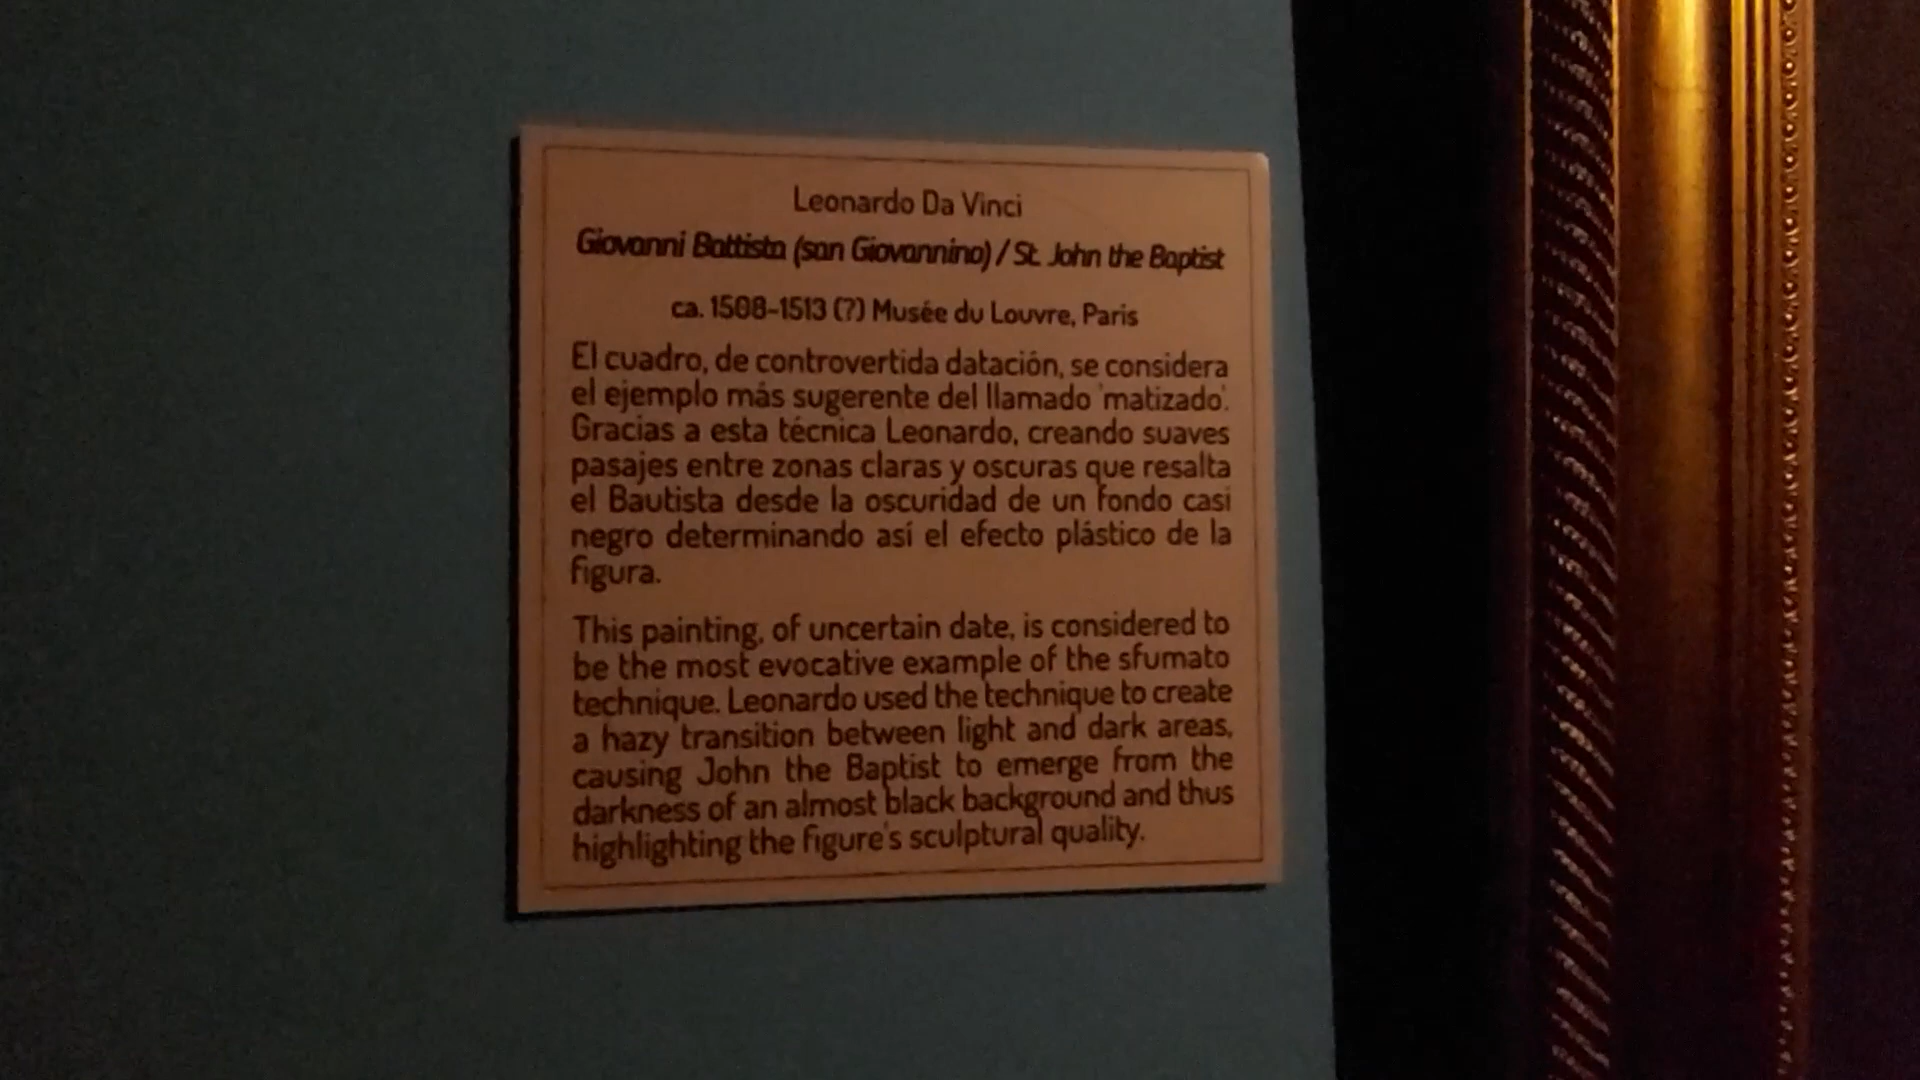 Leonardo Da Vinci
Giovanni Battista (san Giovannino) / St. John the Baptist
ca. 1508-1513 (?) Musée du Louvre, Paris
El cuadro, de controvertida datación, se considera
el ejemplo más sugerente del llamado 'matizado'.
Gracias a esta técnica Leonardo, creando suaves
pasajes entre zonas claras y oscuras que resalta
el Bautista desde la oscuridad de un fondo casi
negro determinando así el efecto plástico de la
figura.
This painting, of uncertain date, is considered to
be the most evocative example of the sfumato
technique. Leonardo used the technique to create
a hazy transition between light and dark areas,
causing John the Baptist to emerge from the
darkness of an almost black background and thus
highlighting the figure's sculptural quality.